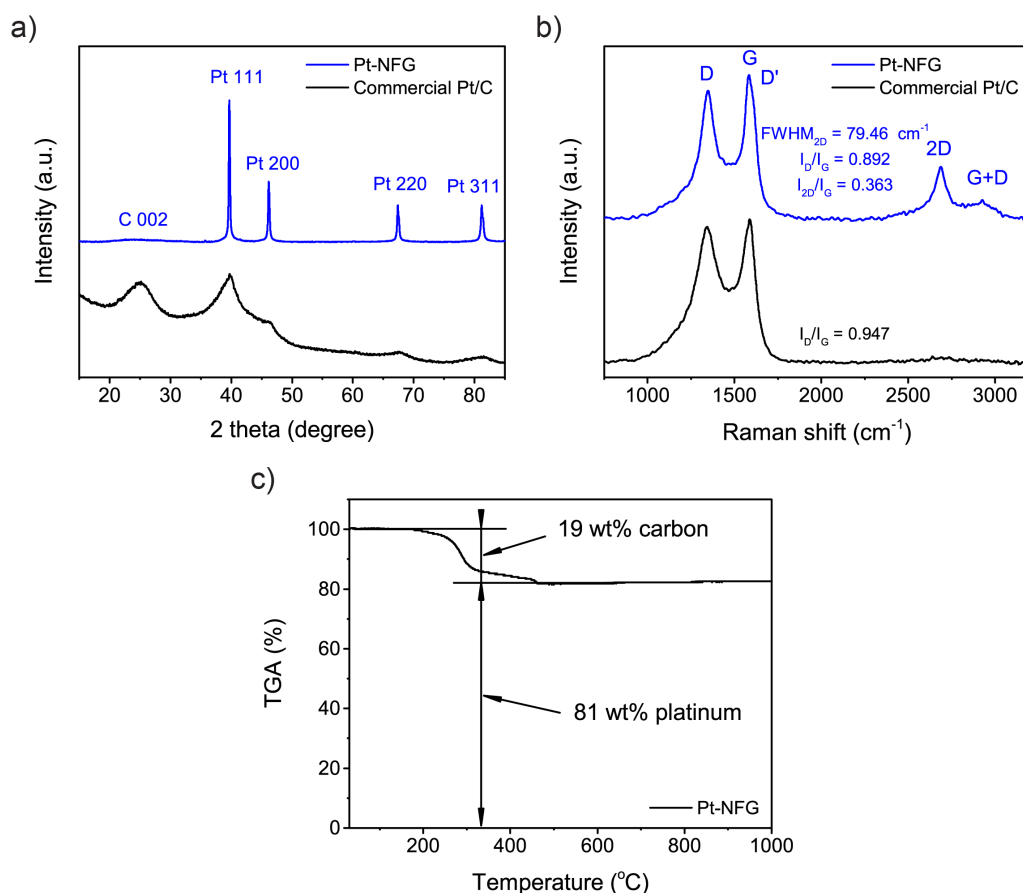 a)
Pt-NFG
Commercial Pt/C
Pt 111
Pt 200
Pt 220
Pt 311
C 002
Intensity (a.u.)
20 30 40 50 60 70 80
2 theta (degree)
b)
Pt-NFG
Commercial Pt/C
D
G
D'
FWHM2D = 79.46 cm-1
ID/IG = 0.892
I2D/IG = 0.363
2D
G+D
ID/IG = 0.947
Intensity (a.u.)
1000 1500 2000 2500 3000
Raman shift (cm-1)
c)
100
80
60
40
20
0
TGA (%)
19 wt% carbon
81 wt% platinum
Pt-NFG
200 400 600 800 1000
Temperature (oC)